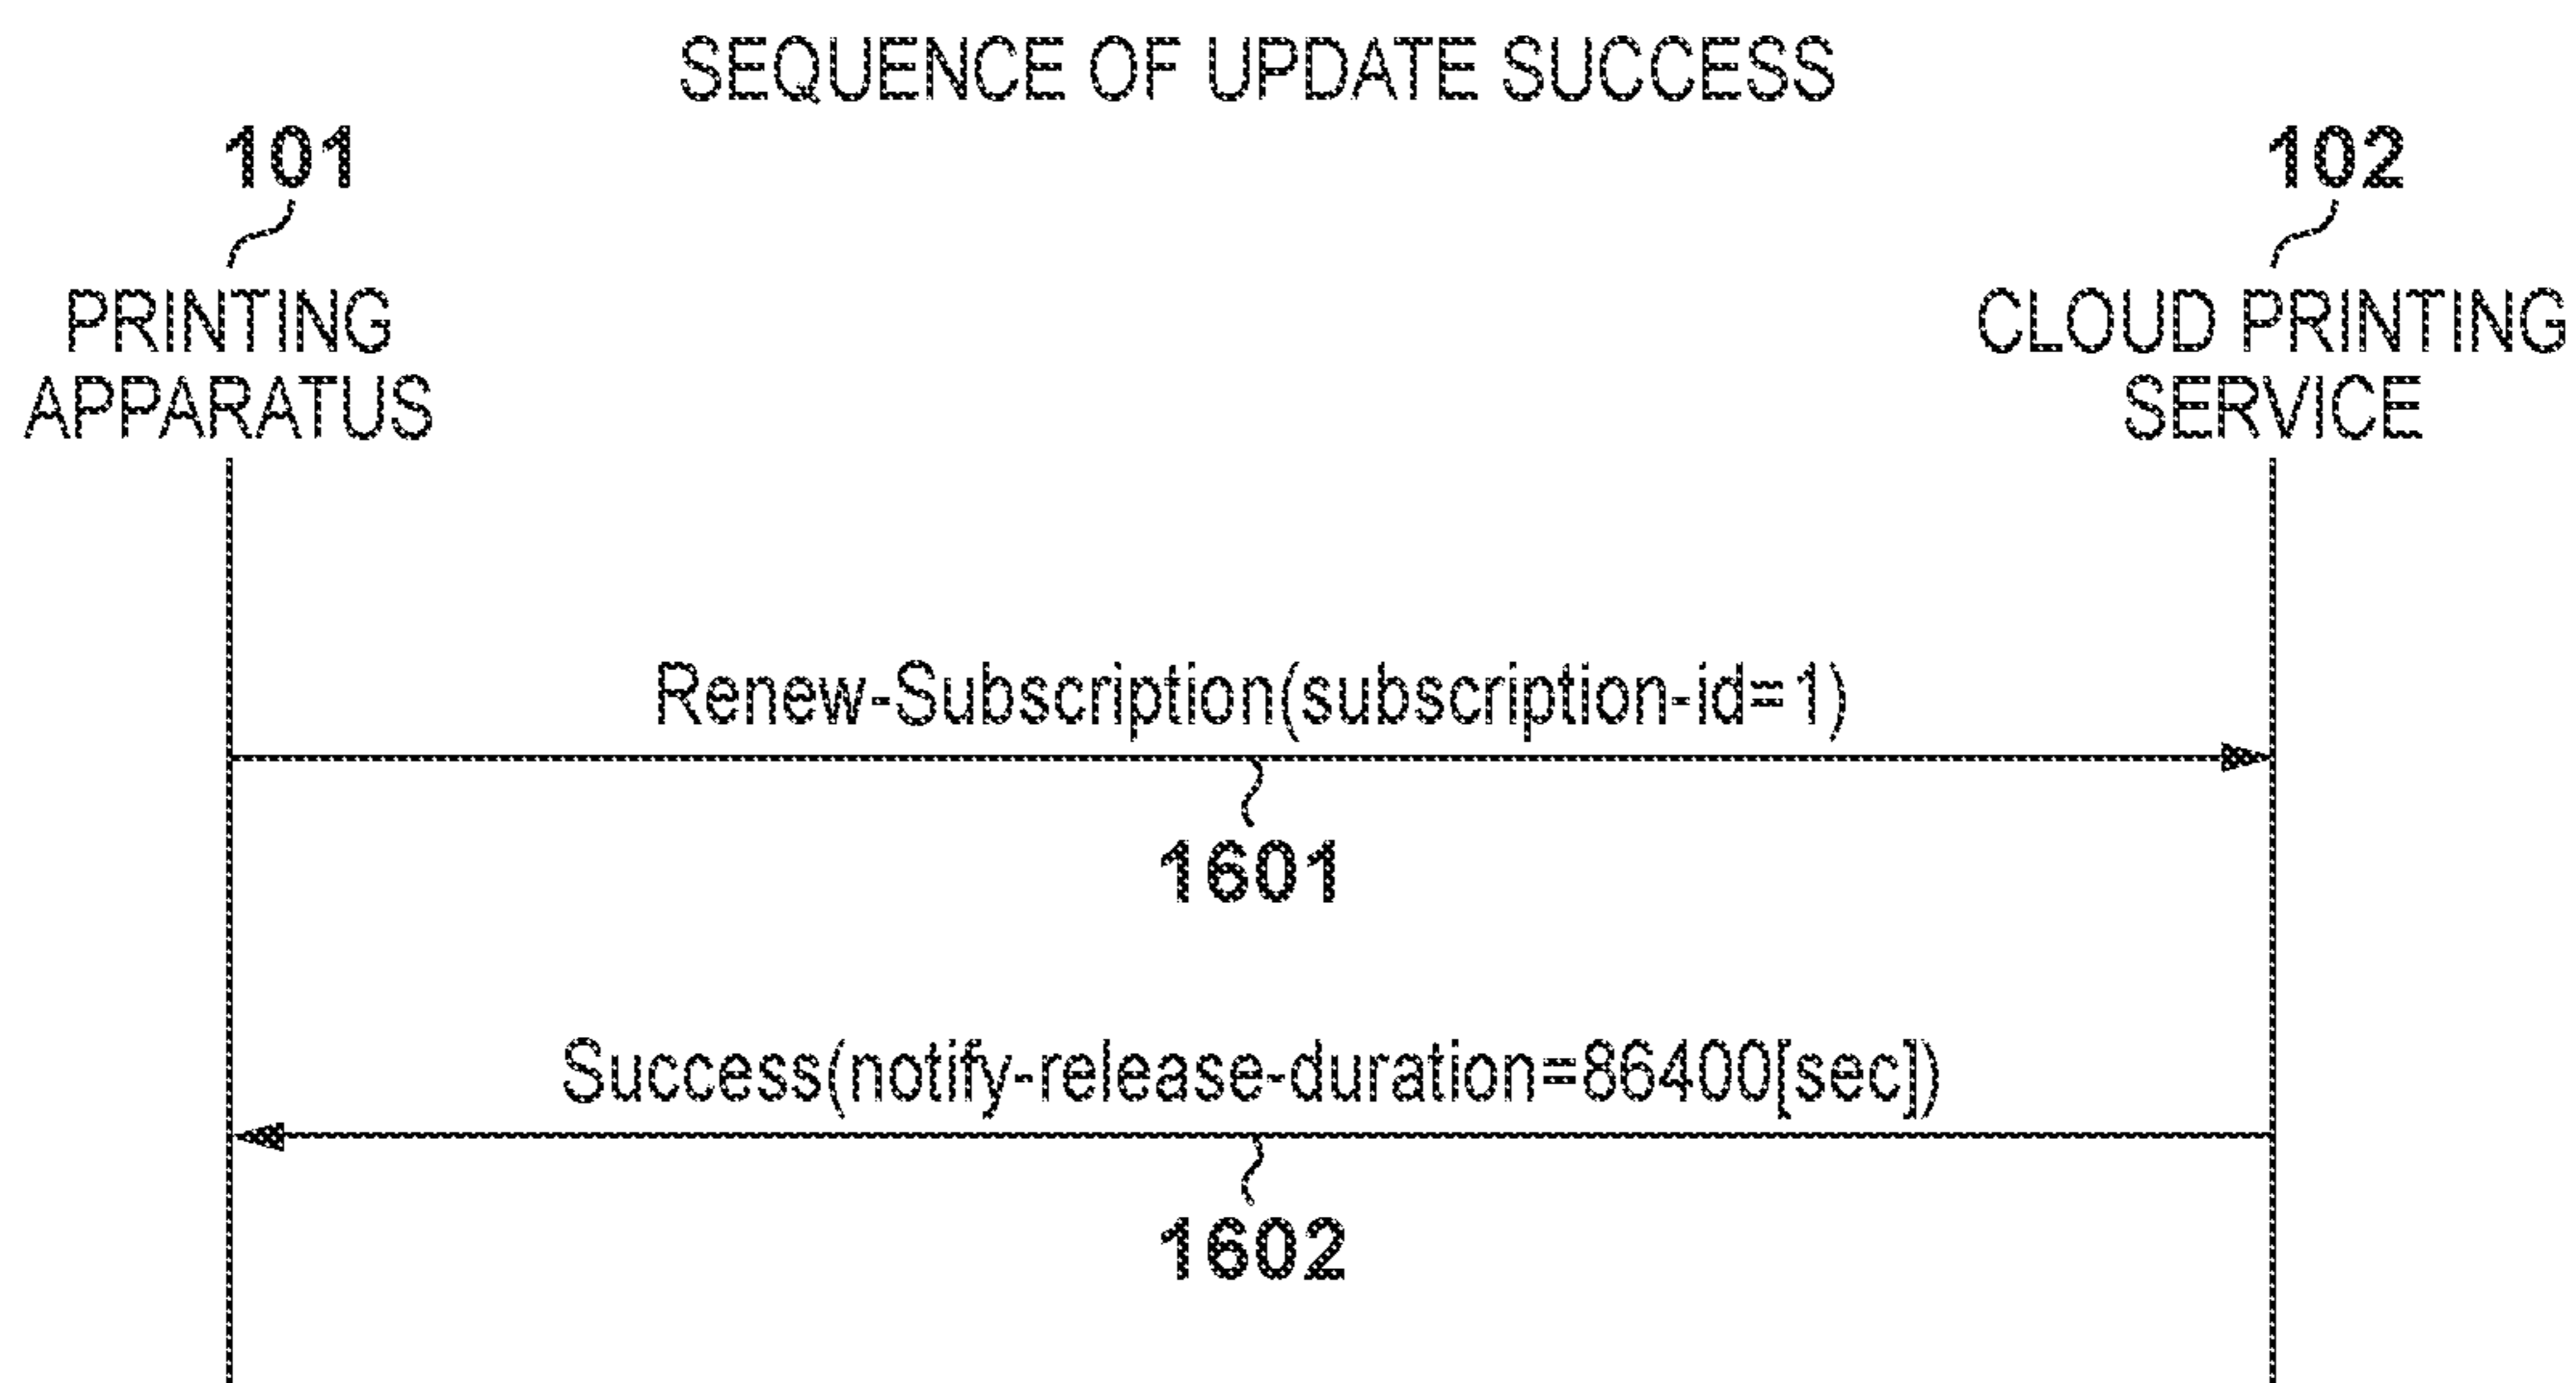 SEQUENCE OF UPDATE SUCCESS
101
102
PRINTING
APPARATUS
CLOUD PRINTING
SERVICE
Renew-Subscription(subscription-id=1)
1601
Success(notify-release-duration=86400[sec])
1602